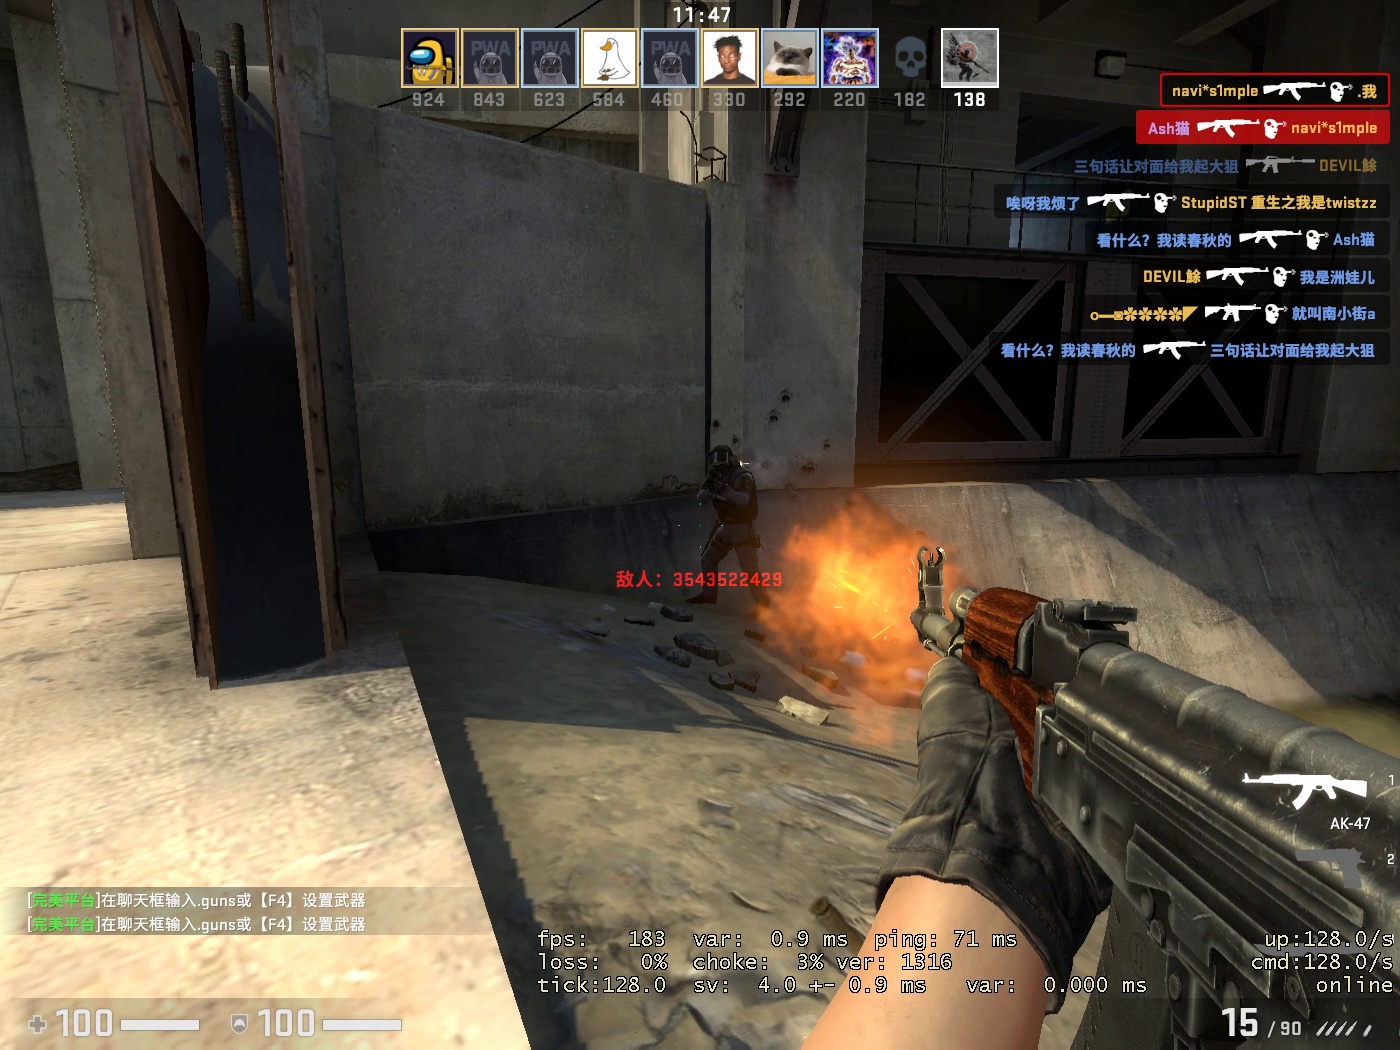 11:47
PWA PWA PWA
924 843 623 584 460 330 292 220 182 138
navi*s1mple .我
Ash猫 navi*s1mple
三句话让对面给我起大狙 DEVIL鮽
唉呀我烦了 StupidST 重生之我是twistzz
看什么？我读春秋的 Ash猫
DEVIL鮽 我是洲娃儿
就叫南小街a
看什么？我读春秋的 三句话让对面给我起大狙
敌人：3543522429
1
AK-47
2
[完美平台]在聊天框输入.guns或【F4】设置武器
[完美平台]在聊天框输入.guns或【F4】设置武器
fps: 183 var: 0.9 ms ping: 71 ms up:128.0/s
loss: 0% choke: 3% ver: 1316 cmd:128.0/s
tick:128.0 sv: 4.0 +- 0.9 ms var: 0.000 ms online
100 100 15 / 90